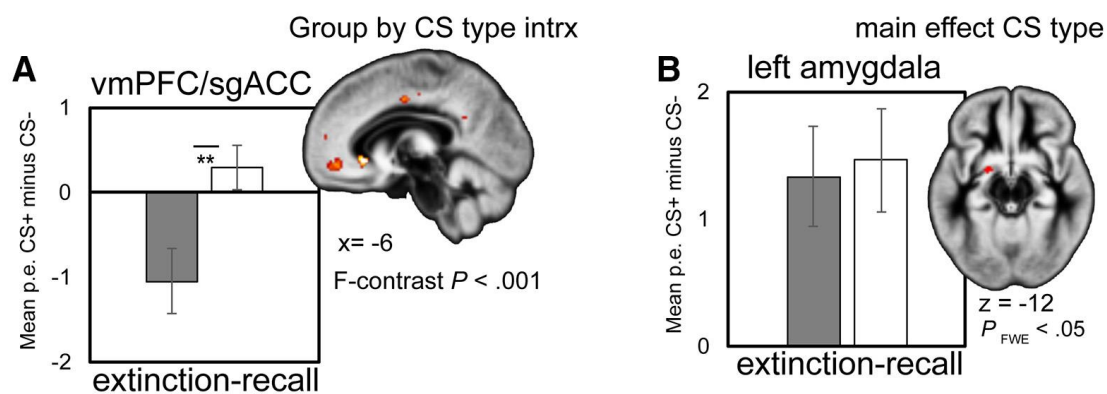 Group by CS type intrx
A
vmPFC/sgACC
Mean p.e. CS+ minus CS-
1
0
-1
-2
**
x= -6
F-contrast P < .001
extinction-recall
main effect CS type
B
left amygdala
Mean p.e. CS+ minus CS-
2
1
0
z = -12
P FWE < .05
extinction-recall